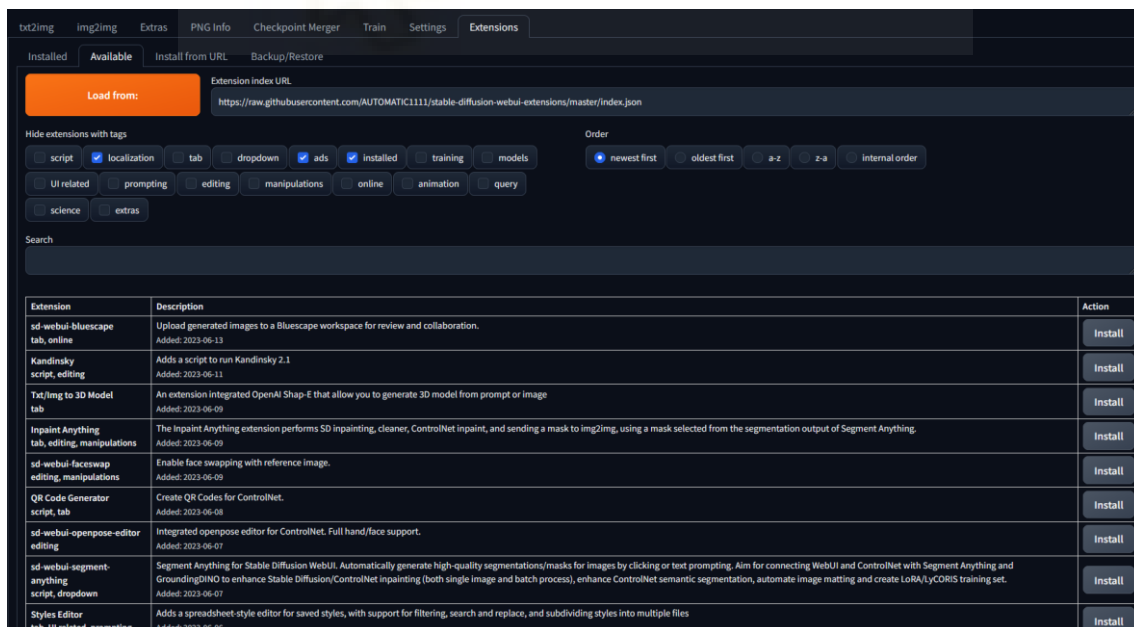 txt2img img2img Extras PNG Info Checkpoint Merger Train Settings Extensions
Installed Available Install from URL Backup/Restore
Load from:
Extension index URL
https://raw.githubusercontent.com/AUTOMATIC1111/stable-diffusion-webui-extensions/master/index.json
Hide extensions with tags
script localization tab dropdown ads installed training models
UI related prompting editing manipulations online animation query
science extras
Order
newest first oldest first a-z z-a internal order
Search
Extension Description Action
sd-webui-bluescape
tab, online
Upload generated images to a Bluescape workspace for review and collaboration.
Added: 2023-06-13
Install
Kandinsky
script, editing
Adds a script to run Kandinsky 2.1
Added: 2023-06-11
Install
Txt/Img to 3D Model
tab
An extension integrated OpenAI Shap-E that allow you to generate 3D model from prompt or image
Added: 2023-06-09
Install
Inpaint Anything
tab, editing, manipulations
The Inpaint Anything extension performs SD inpainting, cleaner, ControlNet inpaint, and sending a mask to img2img, using a mask selected from the segmentation output of Segment Anything.
Added: 2023-06-09
Install
sd-webui-faceswap
editing, manipulations
Enable face swapping with reference image.
Added: 2023-06-09
Install
QR Code Generator
script, tab
Create QR Codes for ControlNet.
Added: 2023-06-08
Install
sd-webui-openpose-editor
editing
Integrated openpose editor for ControlNet. Full hand/face support.
Added: 2023-06-07
Install
sd-webui-segment-
anything
script, dropdown
Segment Anything for Stable Diffusion WebUI. Automatically generate high-quality segmentations/masks for images by clicking or text prompting. Aim for connecting WebUI and ControlNet with Segment Anything and
GroundingDINO to enhance Stable Diffusion/ControlNet inpainting (both single image and batch process), enhance ControlNet semantic segmentation, automate image matting and create LoRA/LyCORIS training set.
Added: 2023-06-07
Install
Styles Editor
Adds a spreadsheet-style editor for saved styles, with support for filtering, search and replace, and subdividing styles into multiple files
Install